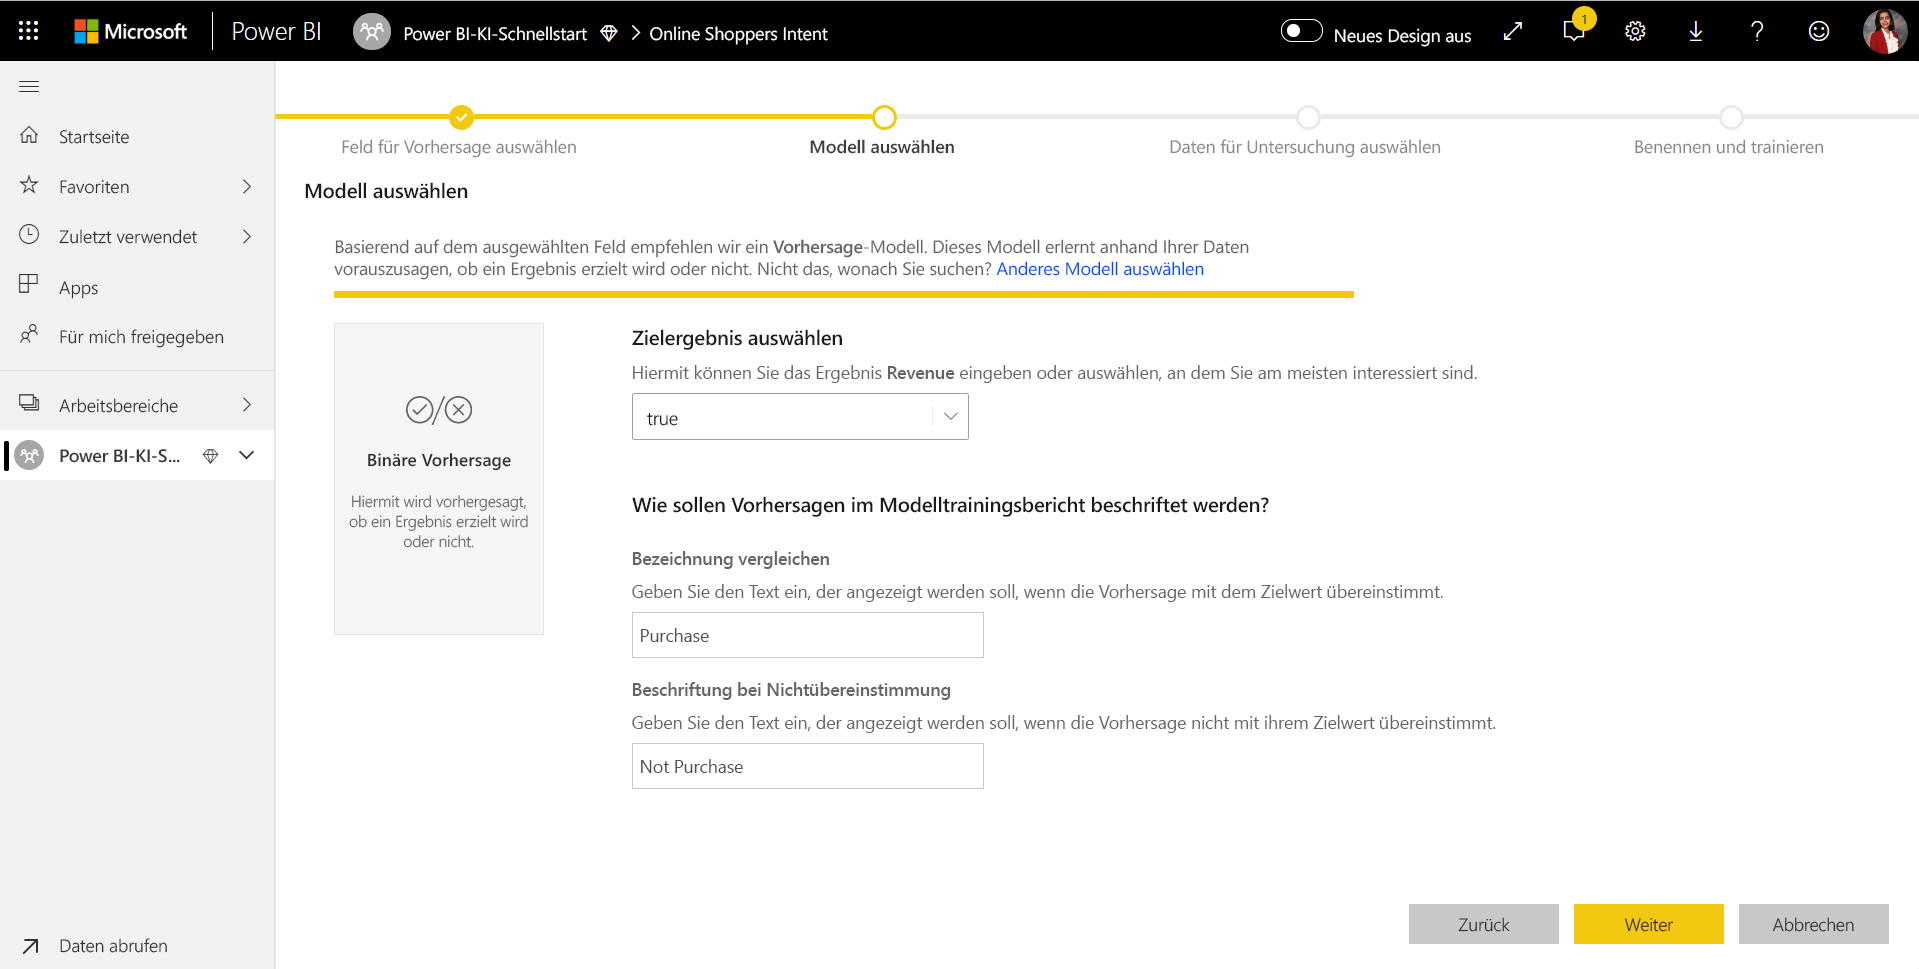 Microsoft
Power BI
Power BI-KI-Schnellstart
Online Shoppers Intent
Neues Design aus
1
Startseite
Favoriten
Zuletzt verwendet
Apps
Für mich freigegeben
Arbeitsbereiche
Power BI-KI-S...
Daten abrufen
Feld für Vorhersage auswählen
Modell auswählen
Daten für Untersuchung auswählen
Benennen und trainieren
Modell auswählen
Basierend auf dem ausgewählten Feld empfehlen wir ein Vorhersage-Modell. Dieses Modell erlernt anhand Ihrer Daten
vorauszusagen, ob ein Ergebnis erzielt wird oder nicht. Nicht das, wonach Sie suchen? Anderes Modell auswählen
Binäre Vorhersage
Hiermit wird vorhergesagt,
ob ein Ergebnis erzielt wird
oder nicht.
Zielergebnis auswählen
Hiermit können Sie das Ergebnis Revenue eingeben oder auswählen, an dem Sie am meisten interessiert sind.
true
Wie sollen Vorhersagen im Modelltrainingsbericht beschriftet werden?
Bezeichnung vergleichen
Geben Sie den Text ein, der angezeigt werden soll, wenn die Vorhersage mit dem Zielwert übereinstimmt.
Purchase
Beschriftung bei Nichtübereinstimmung
Geben Sie den Text ein, der angezeigt werden soll, wenn die Vorhersage nicht mit ihrem Zielwert übereinstimmt.
Not Purchase
Zurück
Weiter
Abbrechen